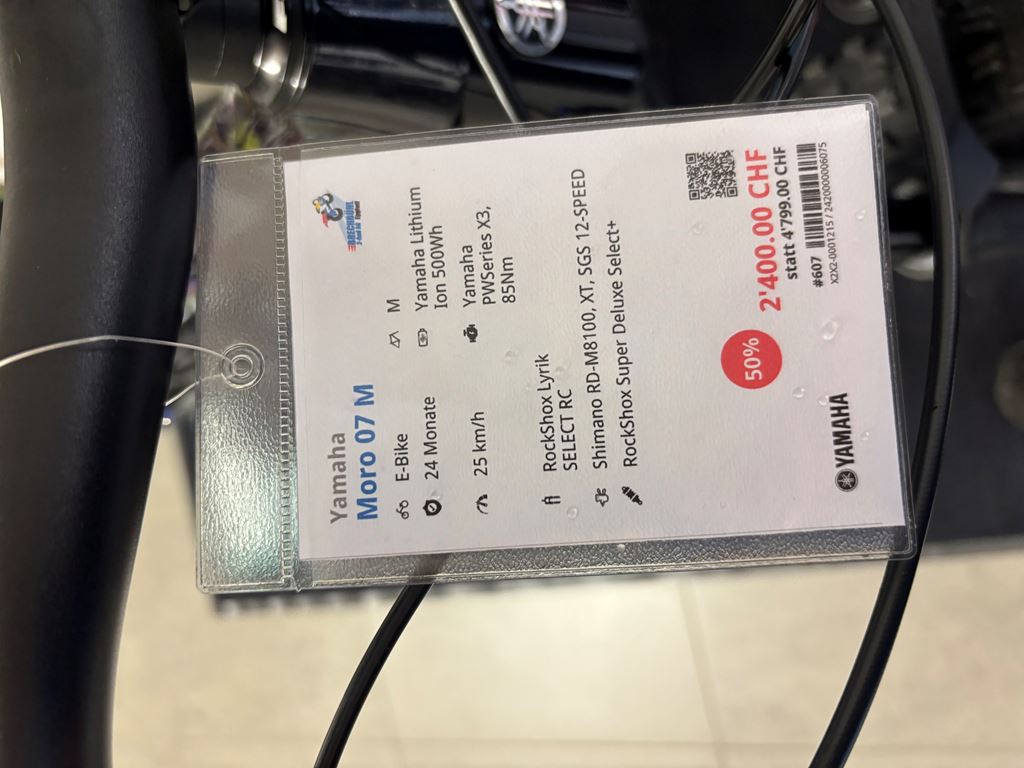 BRECHBÜHL
Yamaha
Moro 07 M
E-Bike
M
24 Monate
Yamaha Lithium
Ion 500Wh
25 km/h
Yamaha
PWSeries X3,
85Nm
RockShox Lyrik
SELECT RC
Shimano RD-M8100, XT, SGS 12-SPEED
RockShox Super Deluxe Select+
50%
2'400.00 CHF
statt 4'799.00 CHF
#607
X2X2-0001215 / 2420000006075
YAMAHA